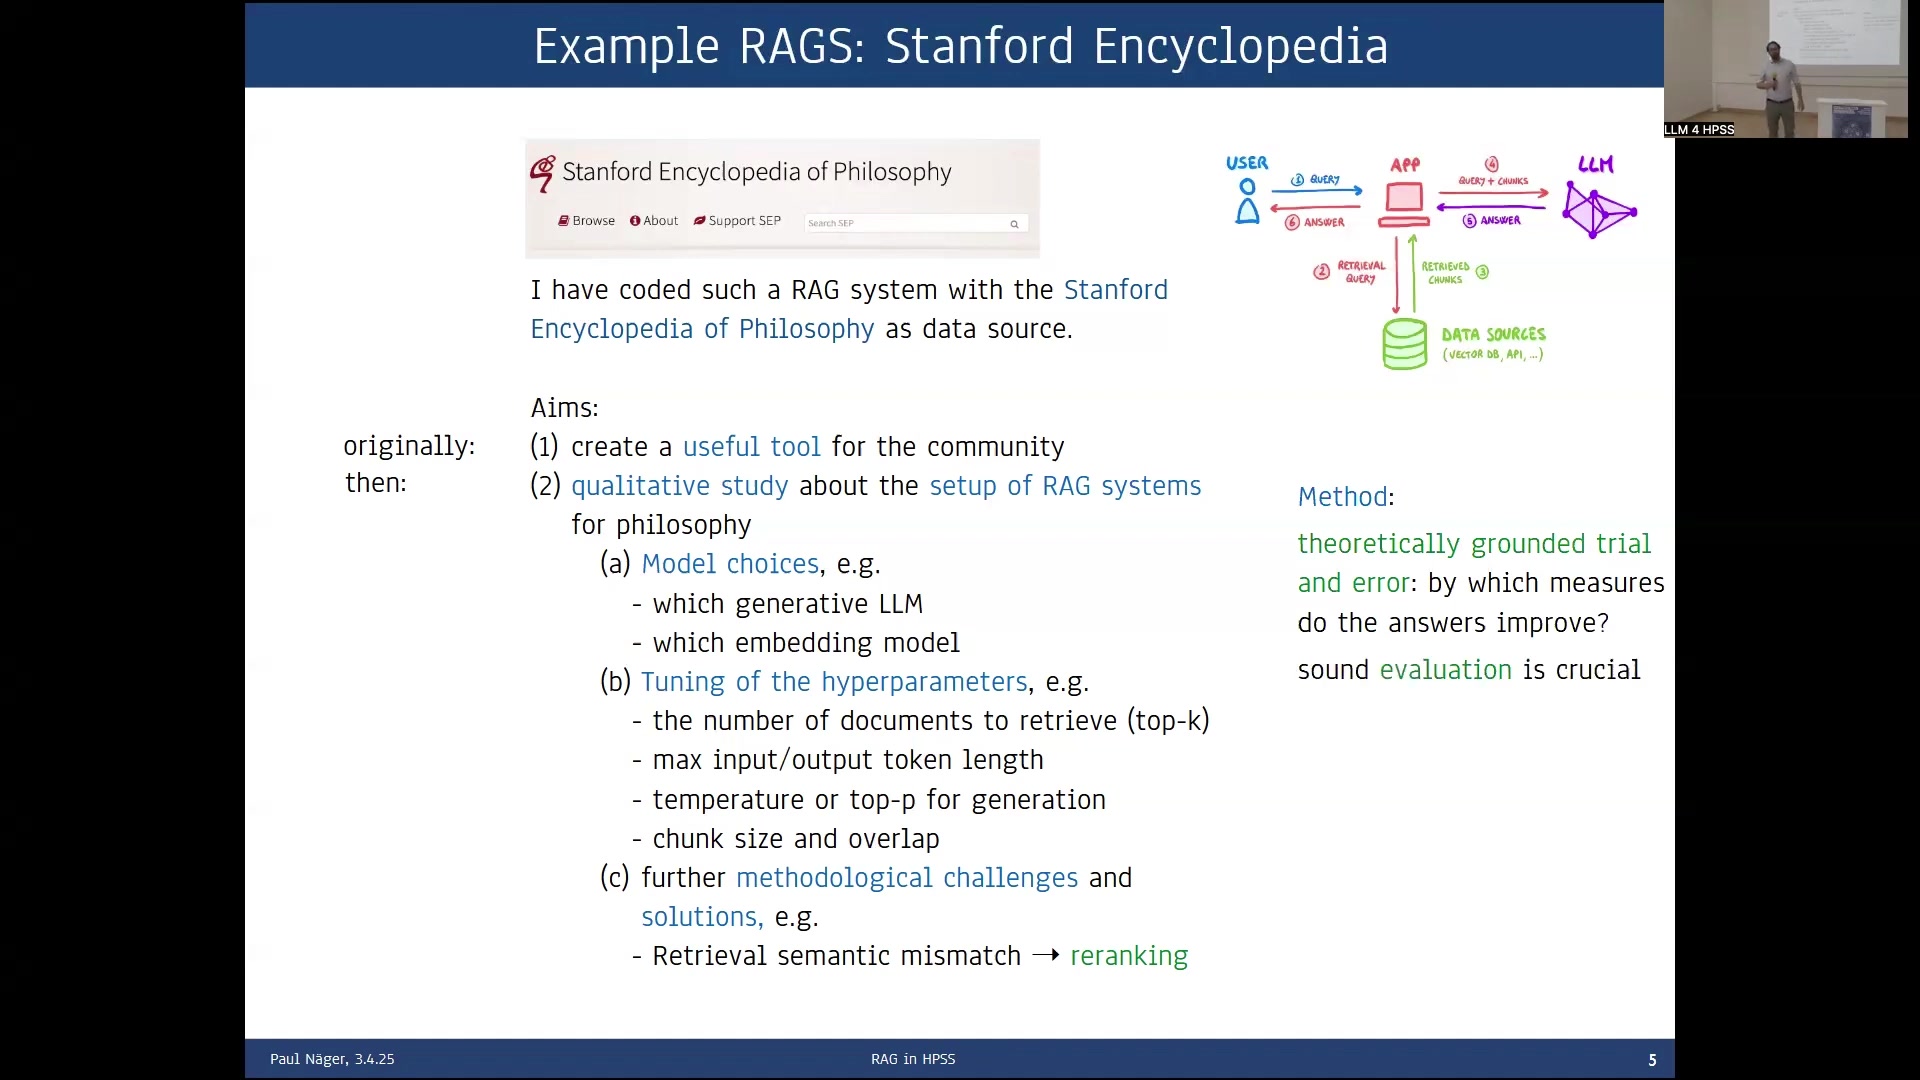 Example RAGS: Stanford Encyclopedia
LLM 4 HPSS
Stanford Encyclopedia of Philosophy
Browse About Support SEP Search SEP
I have coded such a RAG system with the Stanford
Encyclopedia of Philosophy as data source.
USER
APP
LLM
① QUERY
⑥ ANSWER
④
QUERY + CHUNKS
⑤ ANSWER
② RETRIEVAL
QUERY
RETRIEVED ③
CHUNKS
DATA SOURCES
(VECTOR DB, API, ...)
Aims:
originally: (1) create a useful tool for the community
then: (2) qualitative study about the setup of RAG systems
for philosophy
(a) Model choices, e.g.
- which generative LLM
- which embedding model
(b) Tuning of the hyperparameters, e.g.
- the number of documents to retrieve (top-k)
- max input/output token length
- temperature or top-p for generation
- chunk size and overlap
(c) further methodological challenges and
solutions, e.g.
- Retrieval semantic mismatch → reranking
Method:
theoretically grounded trial
and error: by which measures
do the answers improve?
sound evaluation is crucial
Paul Näger, 3.4.25
RAG in HPSS
5